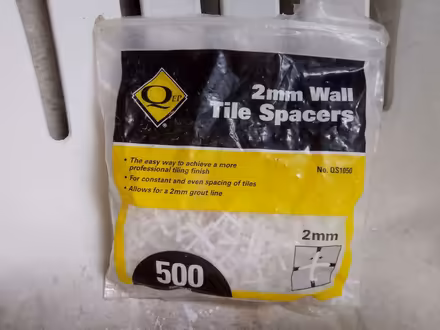 QEP
®
2mm Wall
Tile Spacers
No. QS1050
• The easy way to achieve a more
professional tiling finish
• For constant and even spacing of tiles
• Allows for a 2mm grout line
2mm
500